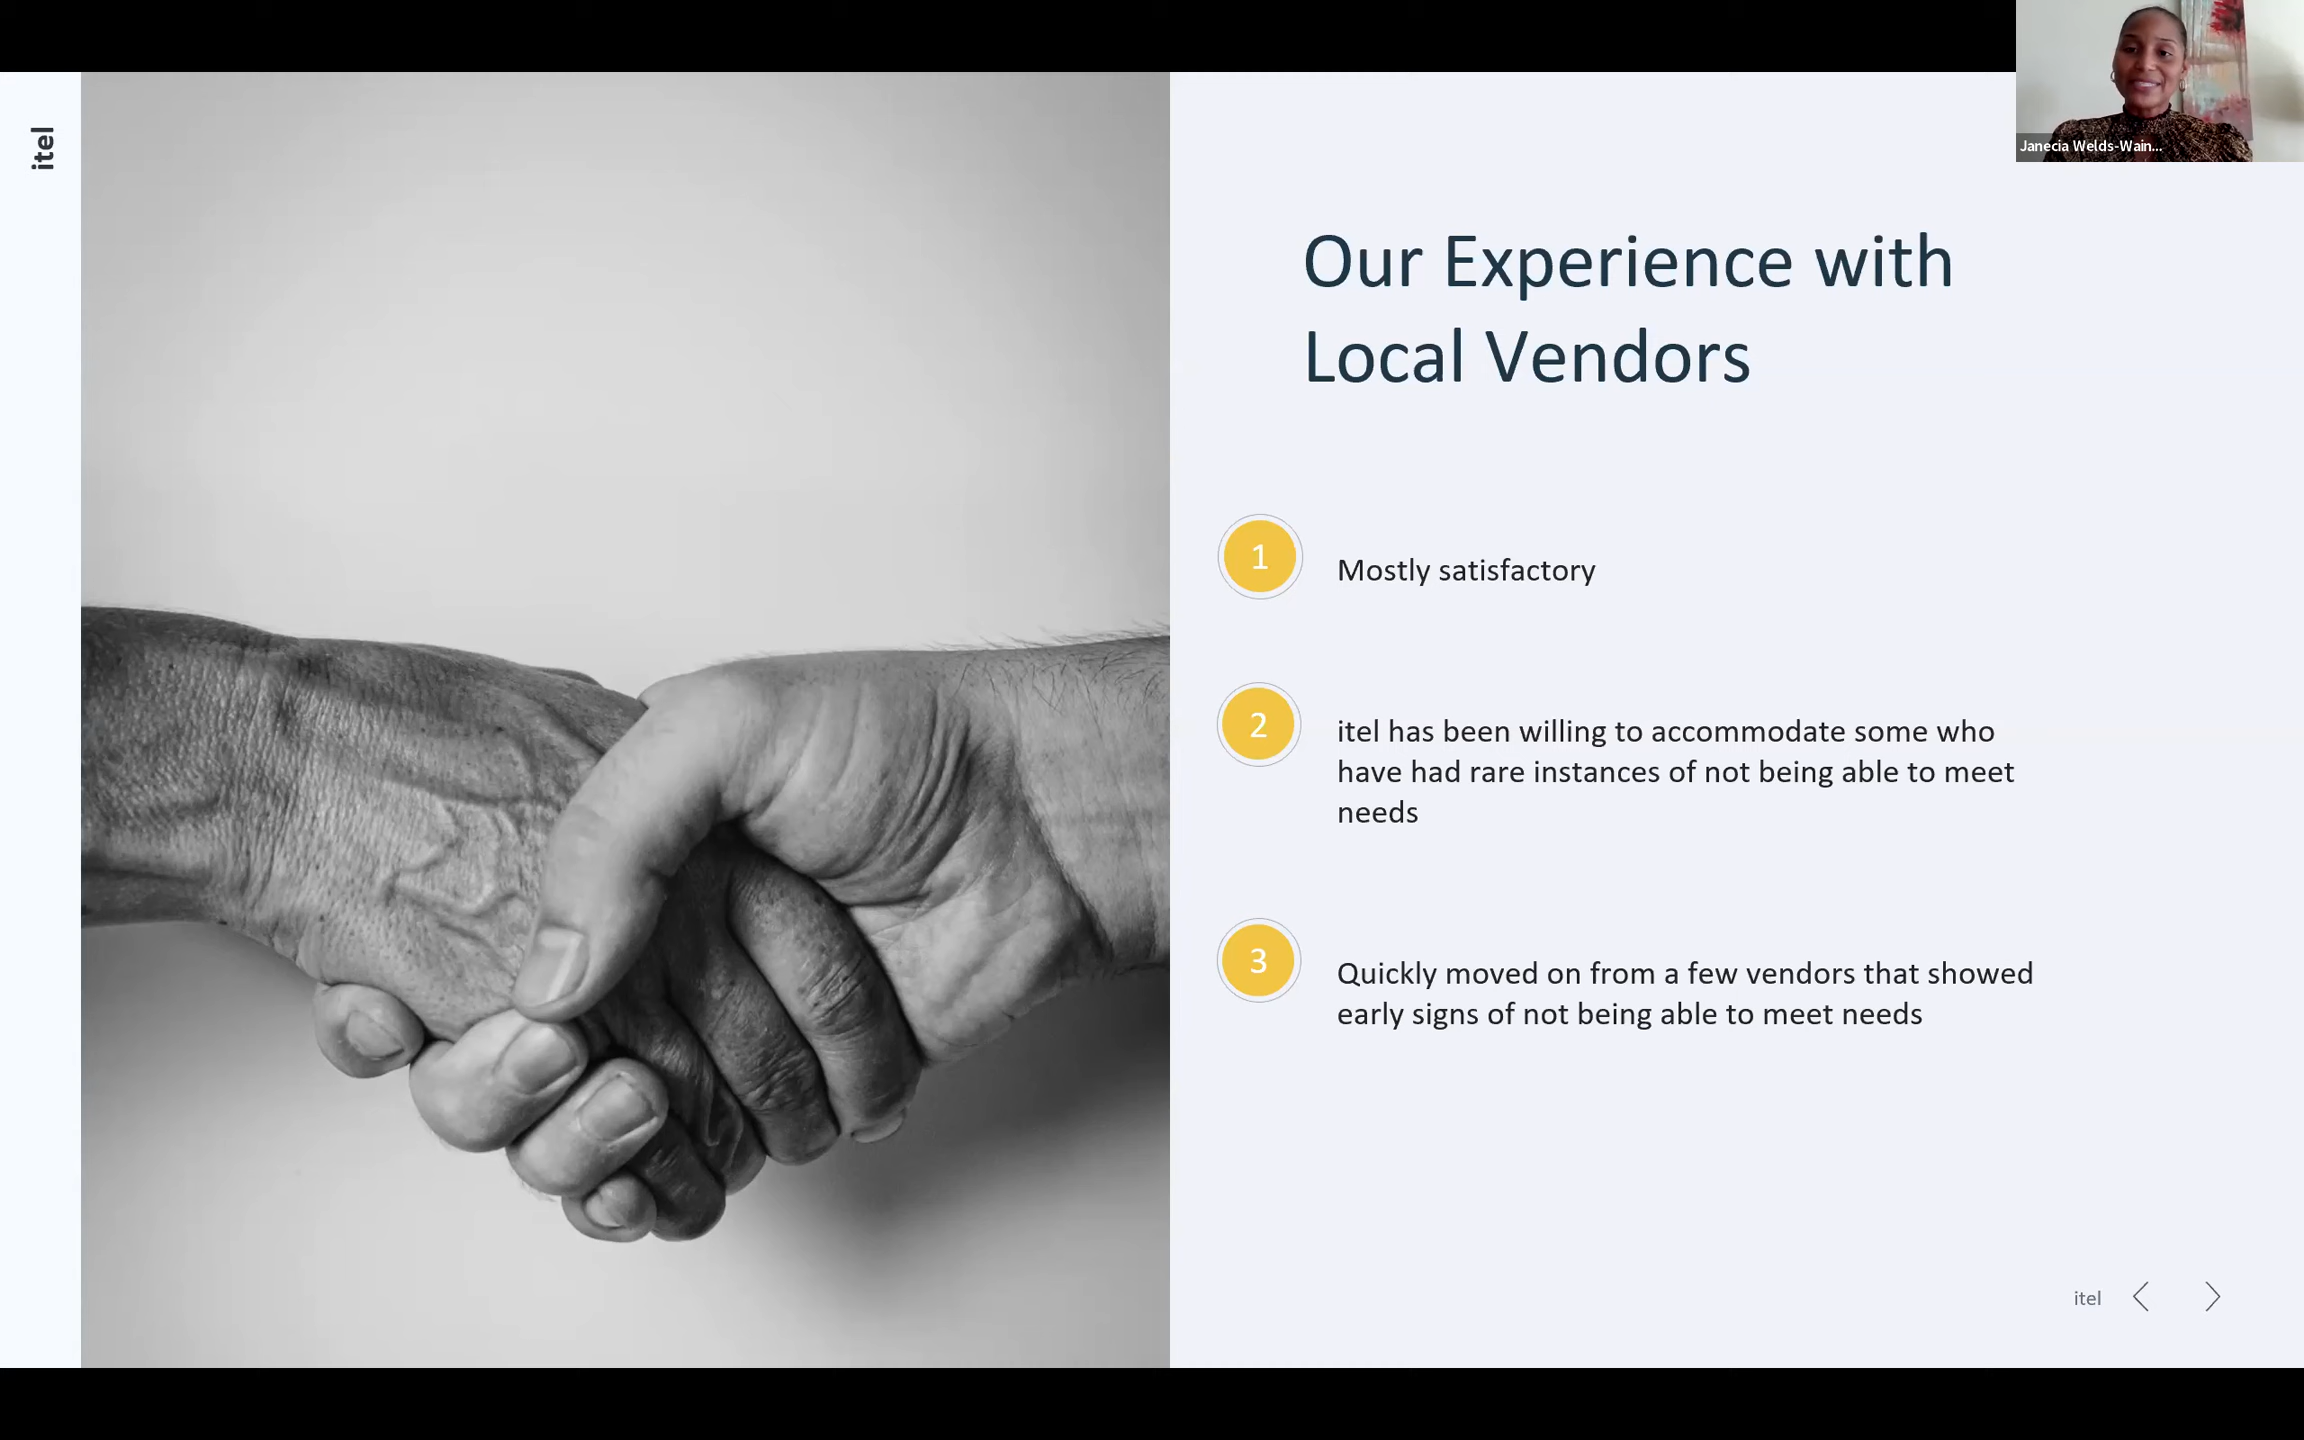 itel
Janecia Welds-Wain...
Our Experience with
Local Vendors
1
Mostly satisfactory
2
itel has been willing to accommodate some who
have had rare instances of not being able to meet
needs
3
Quickly moved on from a few vendors that showed
early signs of not being able to meet needs
itel